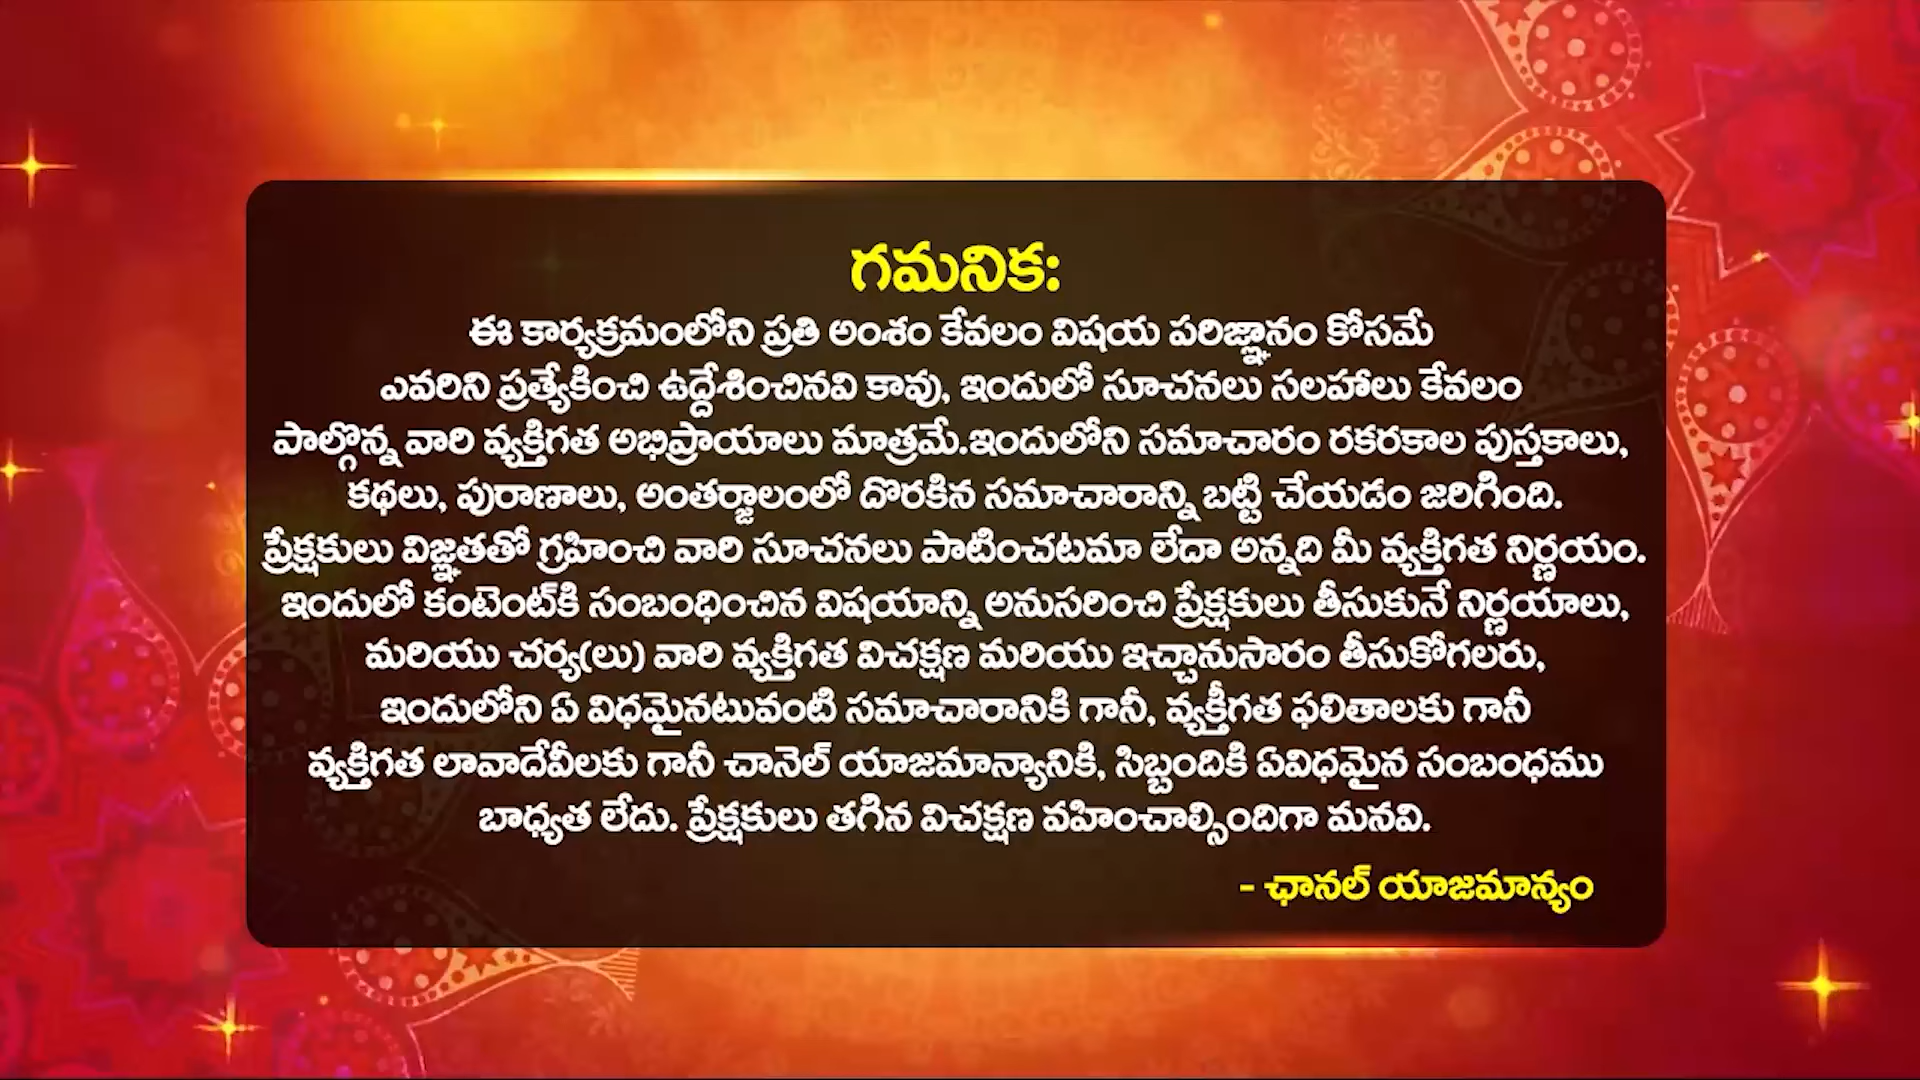 గమనిక:
ఈ కార్యక్రమంలోని ప్రతి అంశం కేవలం విషయ పరిజ్ఞానం కోసమే
ఎవరిని ప్రత్యేకించి ఉద్దేశించినవి కావు, ఇందులో సూచనలు సలహాలు కేవలం
పాల్గొన్న వారి వ్యక్తిగత అభిప్రాయాలు మాత్రమే.ఇందులోని సమాచారం రకరకాల పుస్తకాలు,
కథలు, పురాణాలు, అంతర్జాలంలో దొరకిన సమాచారాన్ని బట్టి చేయడం జరిగింది.
ప్రేక్షకులు విజ్ఞతతో గ్రహించి వారి సూచనలు పాటించటమా లేదా అన్నది మీ వ్యక్తిగత నిర్ణయం.
ఇందులో కంటెంట్‌కి సంబంధించిన విషయాన్ని అనుసరించి ప్రేక్షకులు తీసుకునే నిర్ణయాలు,
మరియు చర్య(లు) వారి వ్యక్తిగత విచక్షణ మరియు ఇచ్చానుసారం తీసుకోగలరు,
ఇందులోని ఏ విధమైనటువంటి సమాచారానికి గానీ, వ్యక్తీగత ఫలితాలకు గానీ
వ్యక్తిగత లావాదేవీలకు గానీ చానెల్ యాజమాన్యానికి, సిబ్బందికి ఏవిధమైన సంబంధము
బాధ్యత లేదు. ప్రేక్షకులు తగిన విచక్షణ వహించాల్సిందిగా మనవి.
- ఛానల్ యాజమాన్యం